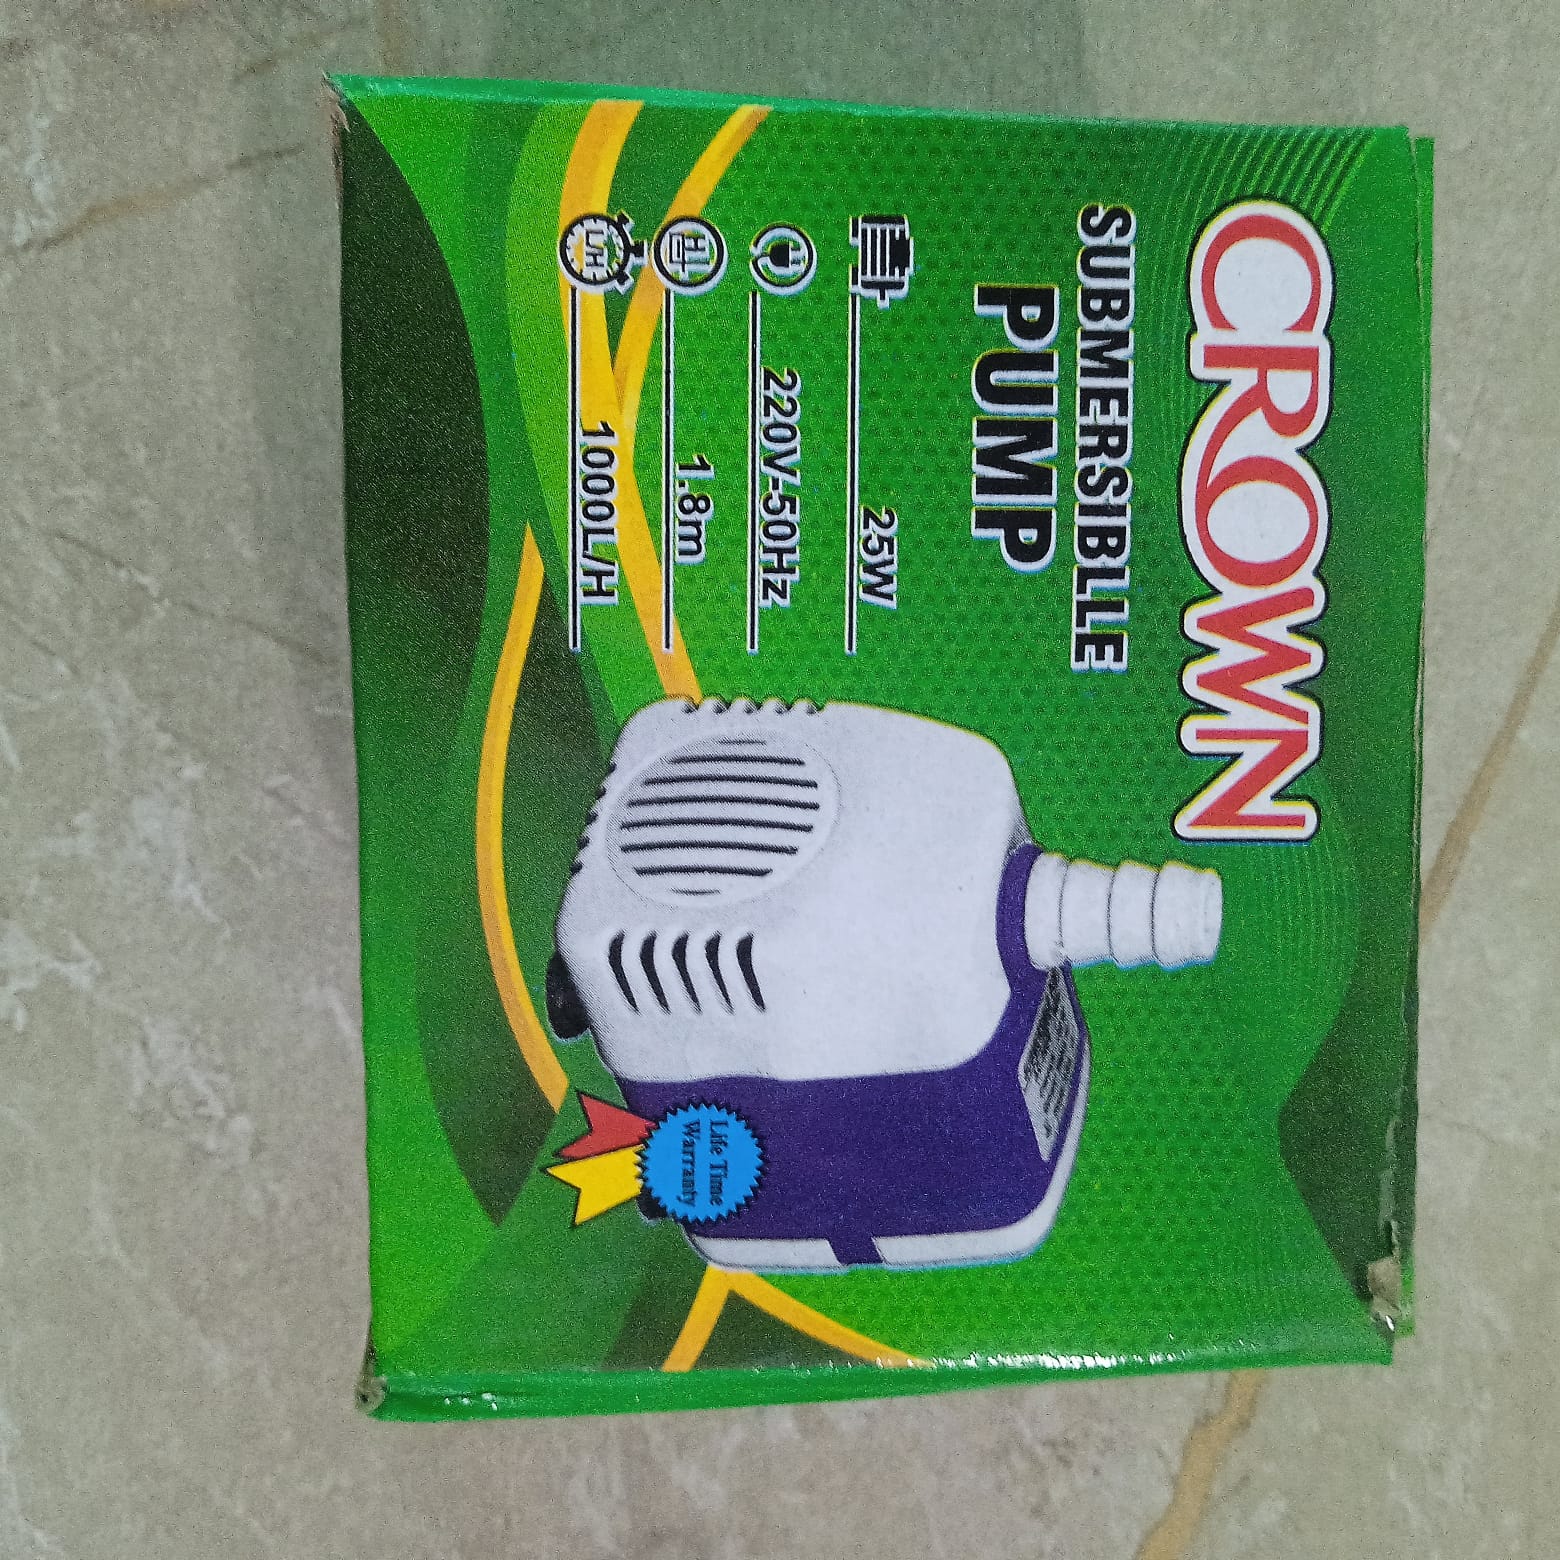 CROWN
SUBMERSIBLLE
PUMP
25W
220V-50Hz
H
1.8m
L/H
1000L/H
Life Time
Warranty